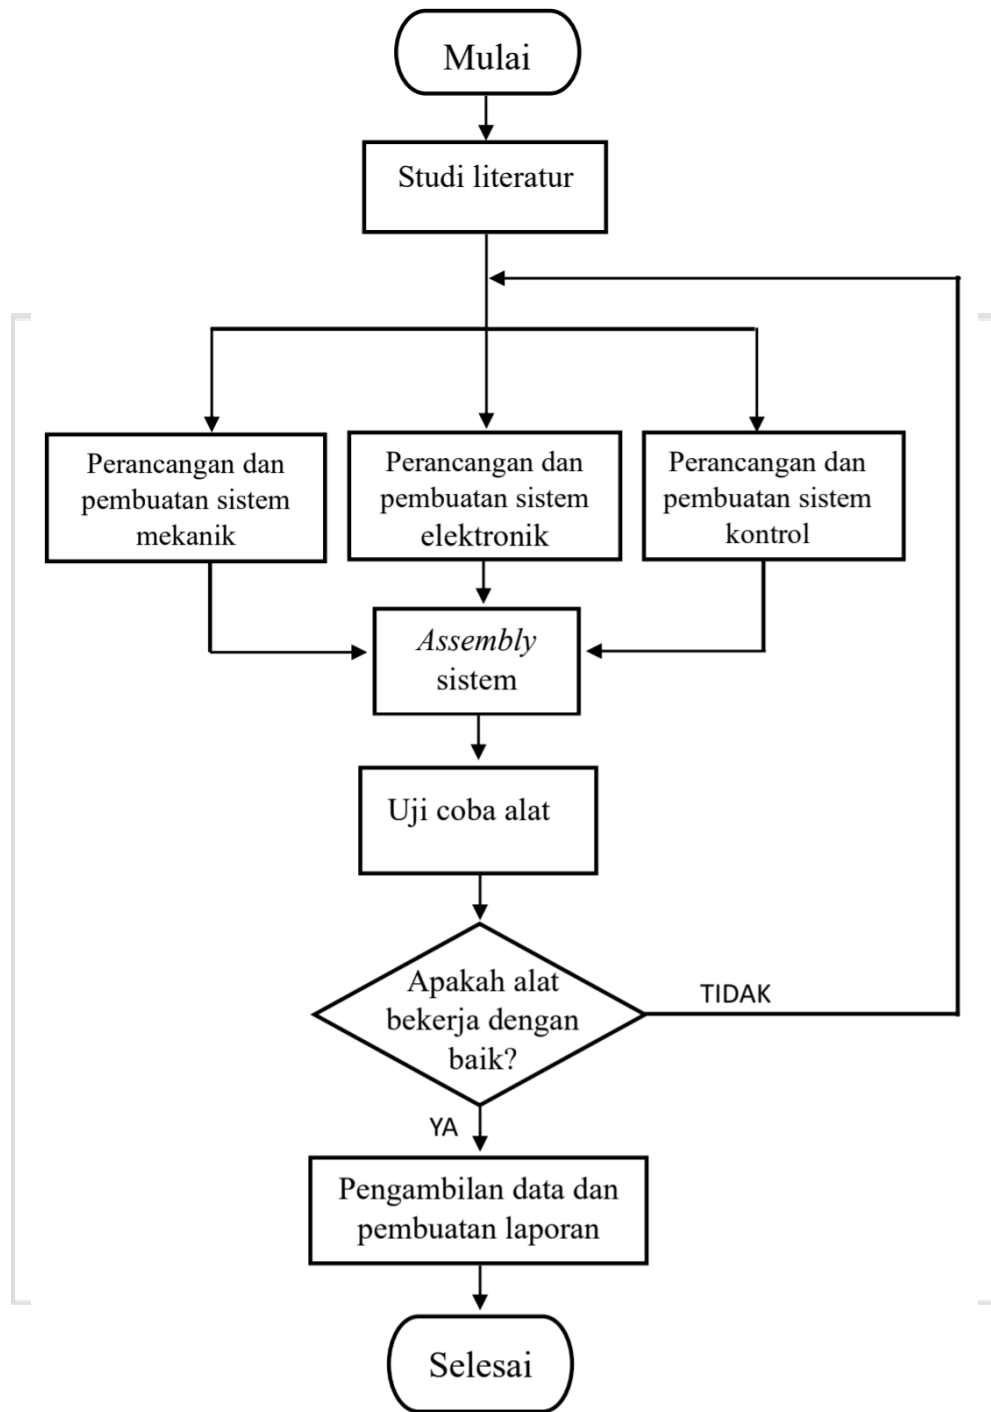 Mulai
Studi literatur
Perancangan dan
pembuatan sistem
mekanik
Perancangan dan
pembuatan sistem
elektronik
Perancangan dan
pembuatan sistem
kontrol
Assembly
sistem
Uji coba alat
Apakah alat
bekerja dengan
baik?
TIDAK
YA
Pengambilan data dan
pembuatan laporan
Selesai